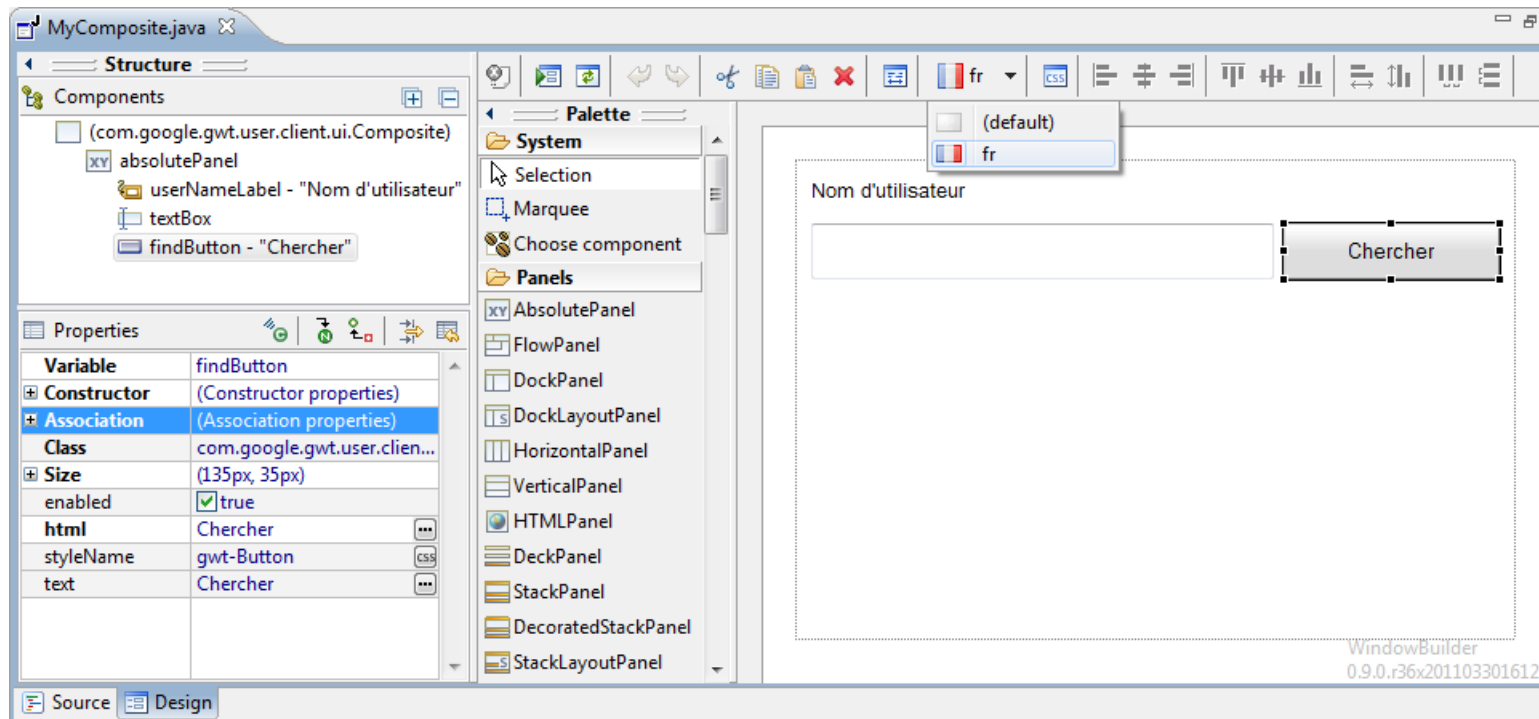 MyComposite.java
Structure
Components
(com.google.gwt.user.client.ui.Composite)
absolutePanel
userNameLabel - "Nom d'utilisateur"
textBox
findButton - "Chercher"
Properties
Variable findButton
Constructor (Constructor properties)
Association (Association properties)
Class com.google.gwt.user.clien...
Size (135px, 35px)
enabled true
html Chercher
styleName gwt-Button
text Chercher
Palette
System
Selection
Marquee
Choose component
Panels
AbsolutePanel
FlowPanel
DockPanel
DockLayoutPanel
HorizontalPanel
VerticalPanel
HTMLPanel
DeckPanel
StackPanel
DecoratedStackPanel
StackLayoutPanel
fr
css
(default)
fr
Nom d'utilisateur
Chercher
WindowBuilder
0.9.0.r36x201103301612
Source Design